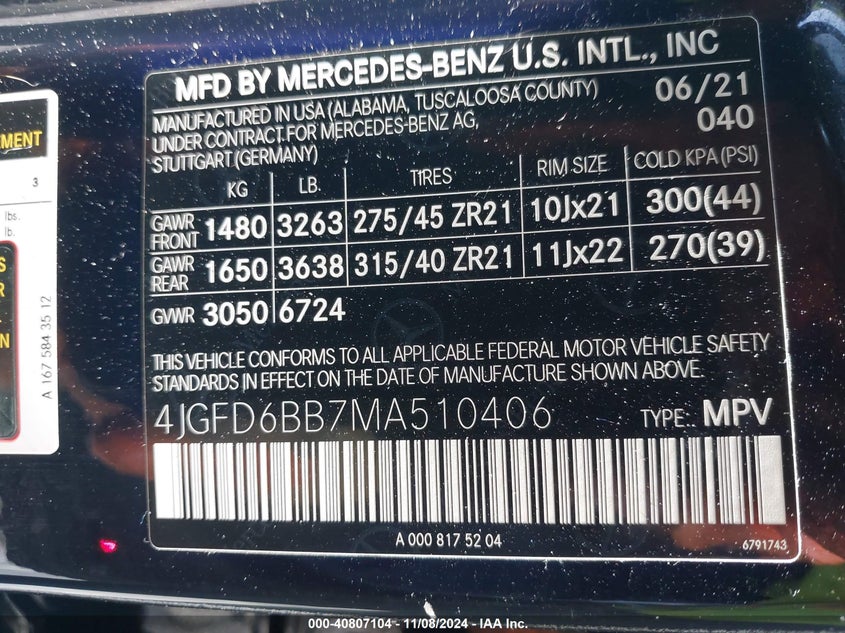 MFD BY MERCEDES-BENZ U.S. INTL., INC
MANUFACTURED IN USA (ALABAMA, TUSCALOOSA COUNTY) 06/21
UNDER CONTRACT FOR MERCEDES-BENZ AG, 040
STUTTGART (GERMANY)
KG LB. TIRES RIM SIZE COLD KPA (PSI)
GAWR FRONT 1480 3263 275/45 ZR21 10Jx21 300(44)
GAWR REAR 1650 3638 315/40 ZR21 11Jx22 270(39)
GVWR 3050 6724
THIS VEHICLE CONFORMS TO ALL APPLICABLE FEDERAL MOTOR VEHICLE SAFETY
STANDARDS IN EFFECT ON THE DATE OF MANUFACTURE SHOWN ABOVE.
4JGFD6BB7MA510406 TYPE: MPV
A 000 817 52 04
6791743
3
lbs.
lb.
A 167 584 35 12
000-40807104 - 11/08/2024 - IAA Inc.